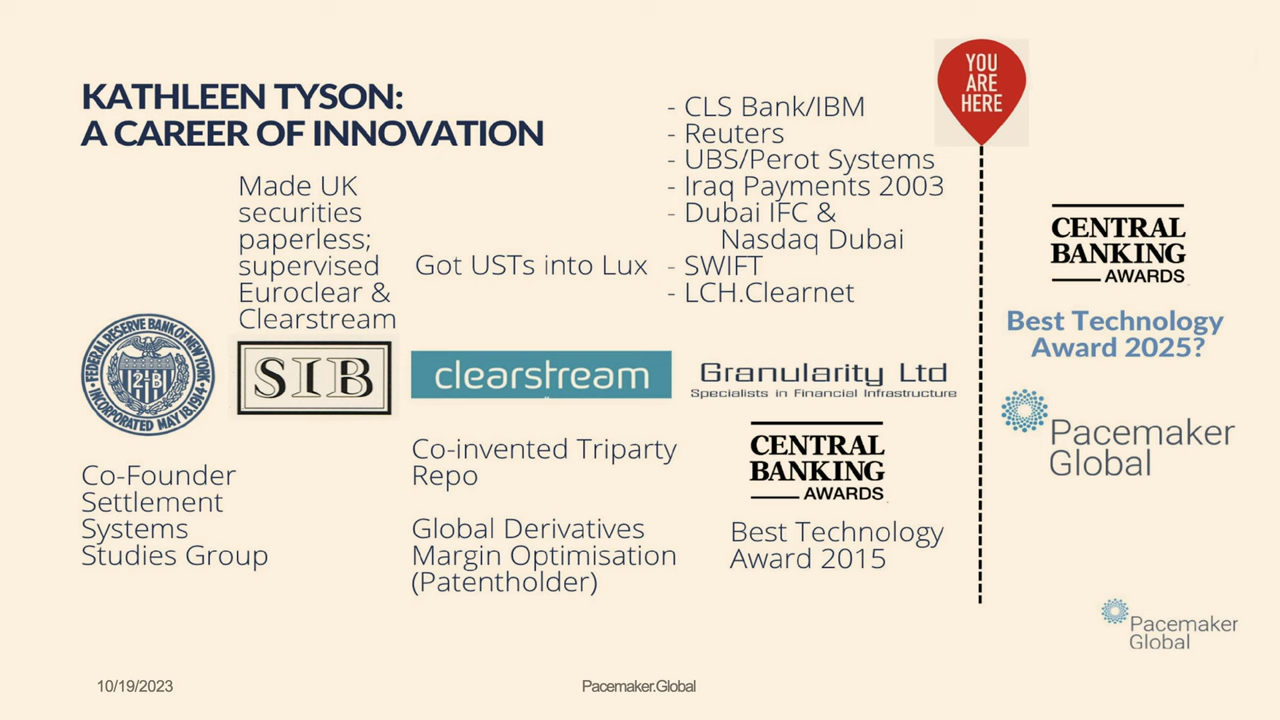 KATHLEEN TYSON:
A CAREER OF INNOVATION
Made UK
securities
paperless;
supervised
Euroclear &
Clearstream
Got USTs into Lux
- CLS Bank/IBM
- Reuters
- UBS/Perot Systems
- Iraq Payments 2003
- Dubai IFC &
Nasdaq Dubai
- SWIFT
- LCH.Clearnet
YOU
ARE
HERE
CENTRAL
BANKING
AWARDS
Best Technology
Award 2025?
Pacemaker
Global
FEDERAL RESERVE BANK OF NEW YORK
2-B
INCORPORATED MAY 18, 1914
SIB
clearstream
Granularity Ltd
Specialists in Financial Infrastructure
Co-Founder
Settlement
Systems
Studies Group
Co-invented Triparty
Repo
Global Derivatives
Margin Optimisation
(Patentholder)
CENTRAL
BANKING
AWARDS
Best Technology
Award 2015
Pacemaker
Global
10/19/2023
Pacemaker.Global